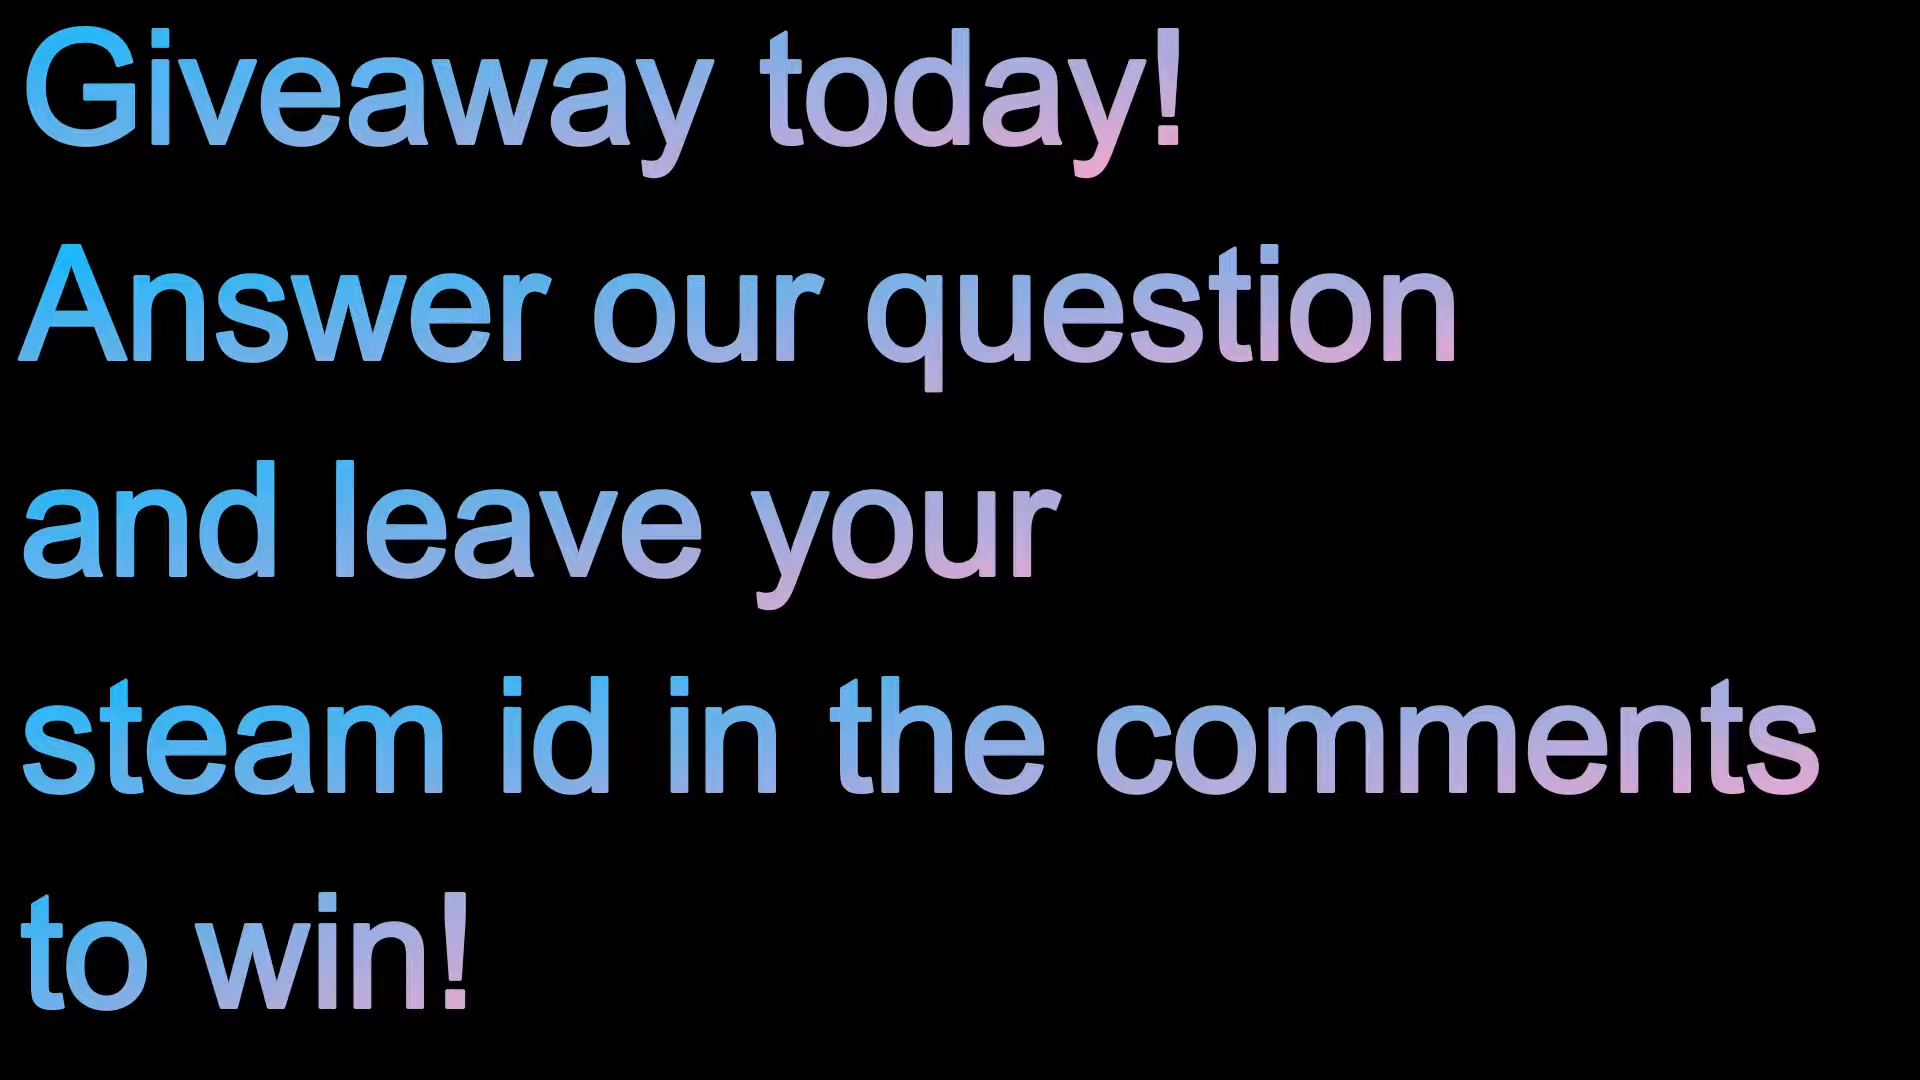 Giveaway today!
Answer our question
and leave your
steam id in the comments
to win!